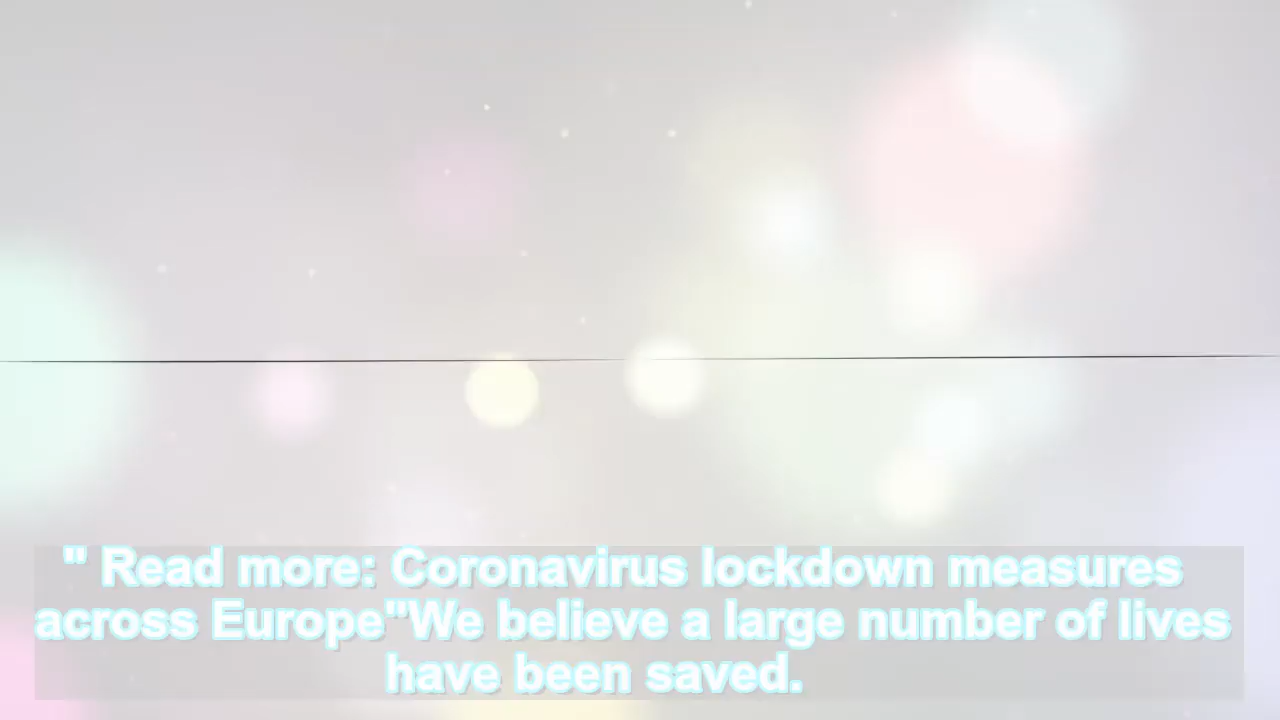 " Read more: Coronavirus lockdown measures
across Europe"We believe a large number of lives
have been saved.